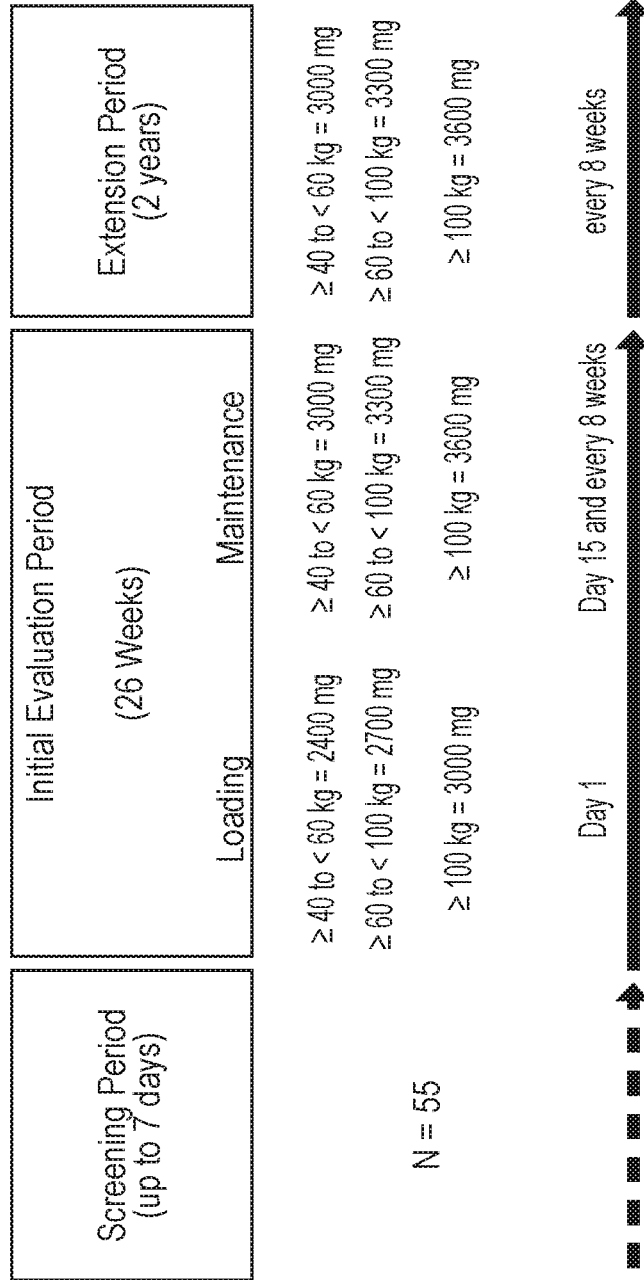 Screening Period
(up to 7 days)
N = 55
Initial Evaluation Period
(26 Weeks)
Loading
Maintenance
≥ 40 to < 60 kg = 2400 mg
≥ 60 to < 100 kg = 2700 mg
≥ 100 kg = 3000 mg
Day 1
≥ 40 to < 60 kg = 3000 mg
≥ 60 to < 100 kg = 3300 mg
≥ 100 kg = 3600 mg
Day 15 and every 8 weeks
Extension Period
(2 years)
≥ 40 to < 60 kg = 3000 mg
≥ 60 to < 100 kg = 3300 mg
≥ 100 kg = 3600 mg
every 8 weeks